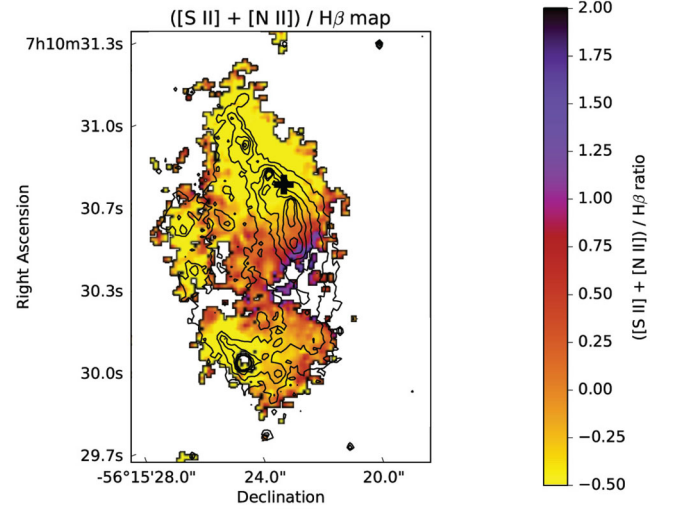 ([S II] + [N II]) / Hβ map
7h10m31.3s
31.0s
30.7s
30.3s
30.0s
29.7s
-56°15'28.0"
24.0"
20.0"
Right Ascension
Declination
2.00
1.75
1.50
1.25
1.00
0.75
0.50
0.25
0.00
−0.25
−0.50
([S II] + [N II]) / Hβ ratio